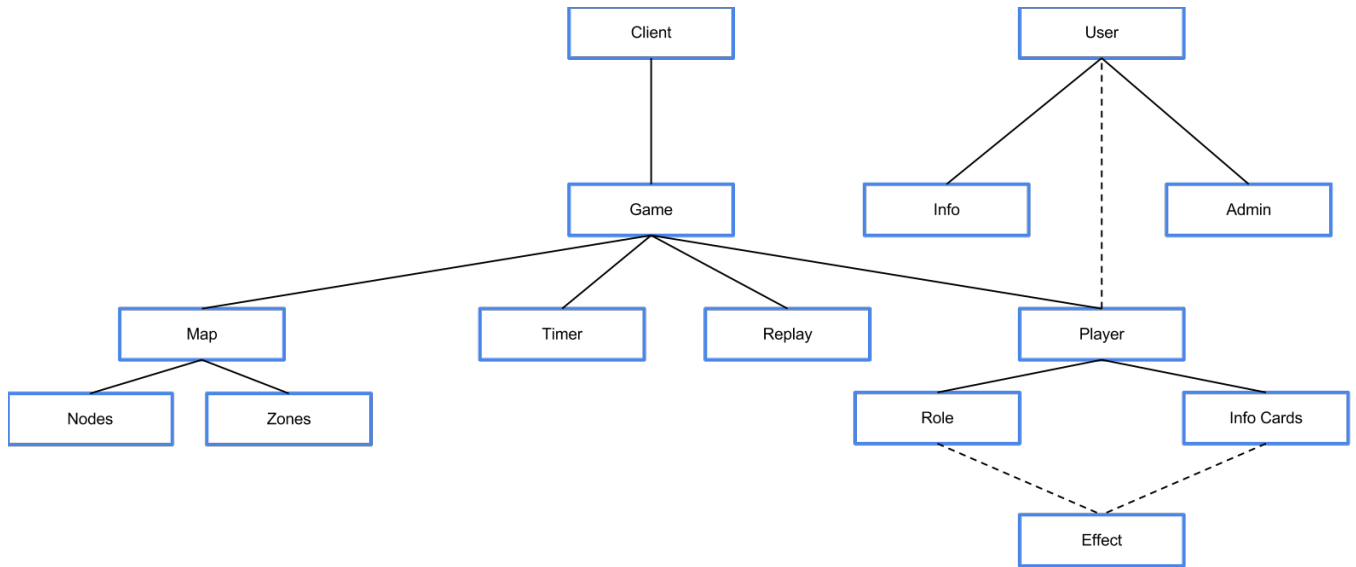 Client
User
Game
Info
Admin
Map
Timer
Replay
Player
Nodes
Zones
Role
Info Cards
Effect